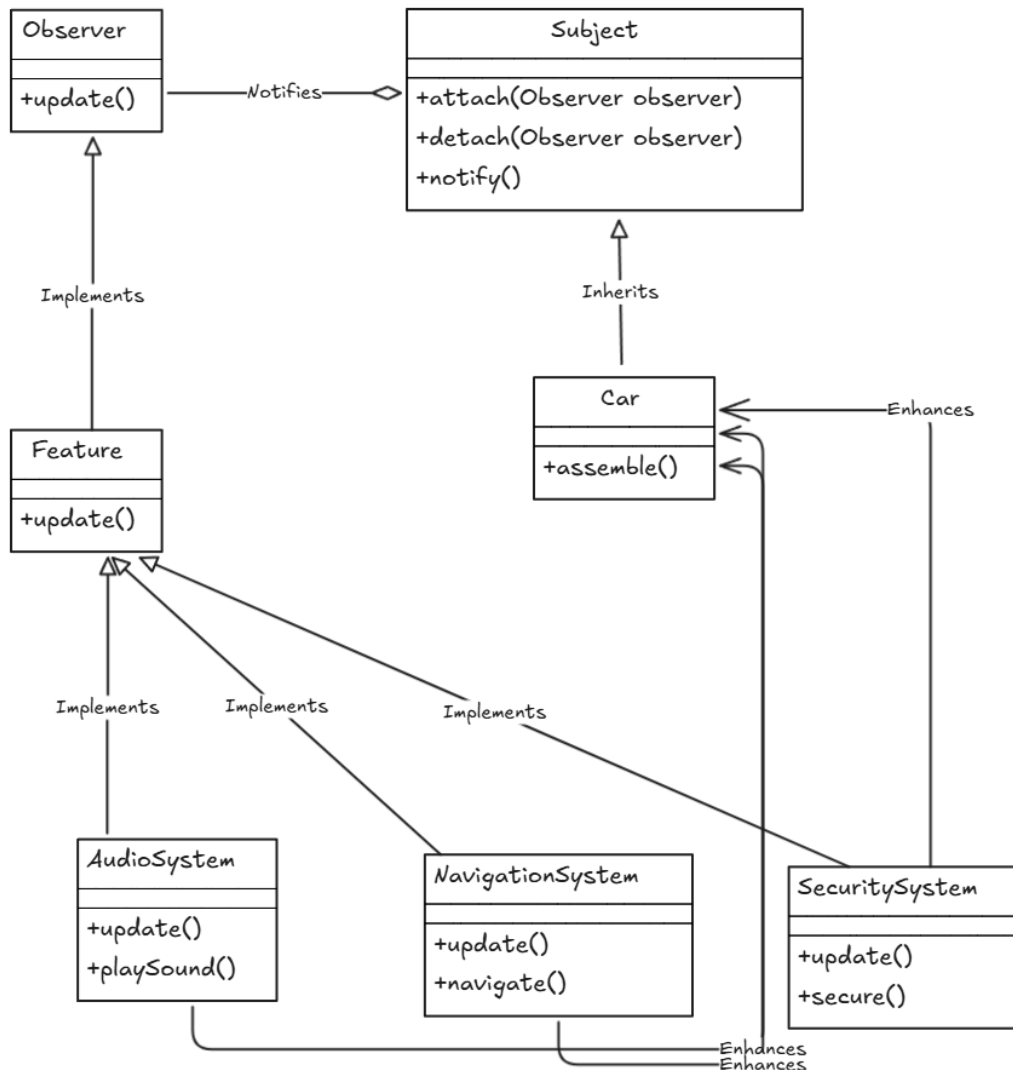 Observer
+update()
Notifies
Subject
+attach(Observer observer)
+detach(Observer observer)
+notify()
Implements
Inherits
Feature
+update()
Car
+assemble()
Enhances
Implements
Implements
Implements
AudioSystem
+update()
+playSound()
NavigationSystem
+update()
+navigate()
SecuritySystem
+update()
+secure()
Enhances
Enhances